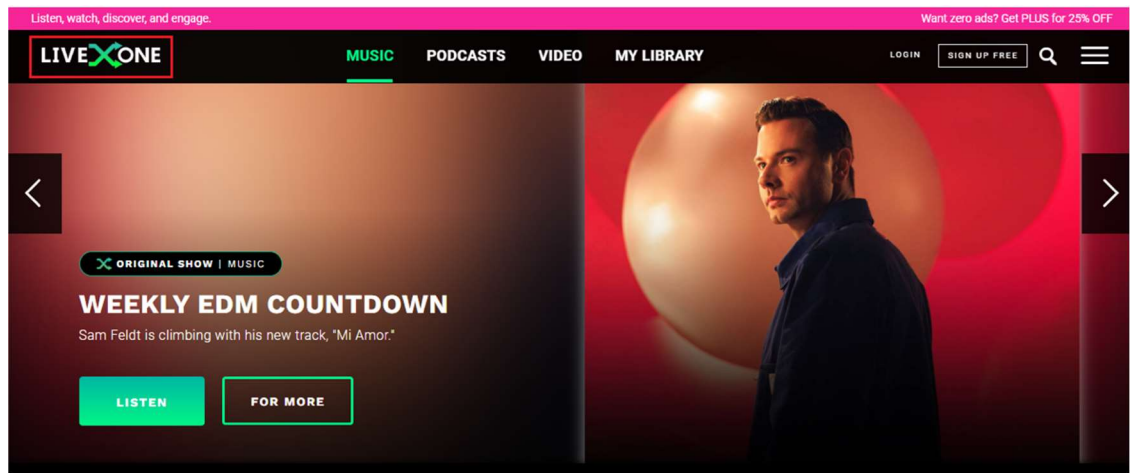 Listen, watch, discover, and engage.
Want zero ads? Get PLUS for 25% OFF
LIVEXONE
MUSIC
PODCASTS
VIDEO
MY LIBRARY
LOGIN
SIGN UP FREE
ORIGINAL SHOW | MUSIC
WEEKLY EDM COUNTDOWN
Sam Feldt is climbing with his new track, "Mi Amor."
LISTEN
FOR MORE